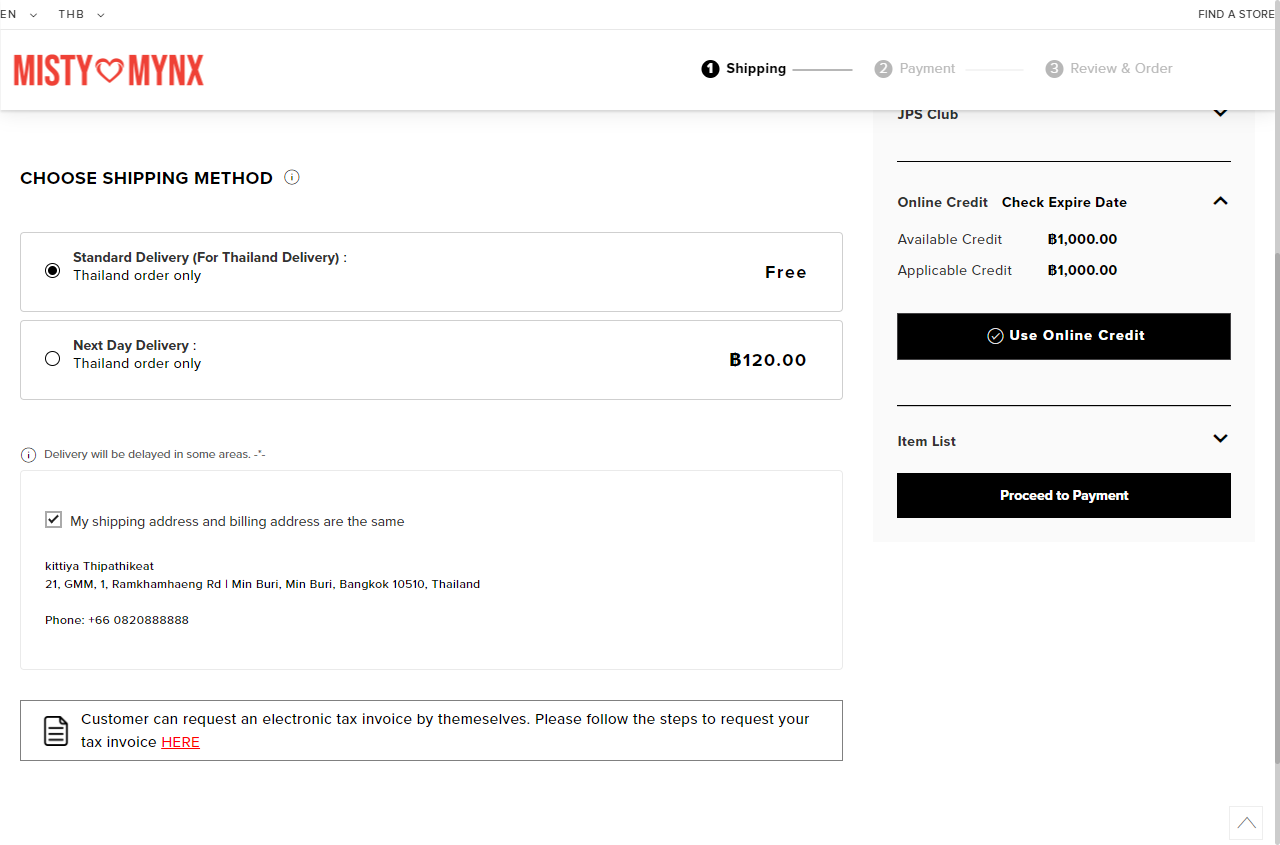 EN THB FIND A STORE
MISTY MYNX
1 Shipping 2 Payment 3 Review & Order
CHOOSE SHIPPING METHOD
Standard Delivery (For Thailand Delivery) :
Thailand order only
Free
Next Day Delivery :
Thailand order only
฿120.00
Delivery will be delayed in some areas. -*-
My shipping address and billing address are the same
kittiya Thipathikeat
21, GMM, 1, Ramkhamhaeng Rd | Min Buri, Min Buri, Bangkok 10510, Thailand
Phone: +66 0820888888
Customer can request an electronic tax invoice by themeselves. Please follow the steps to request your
tax invoice HERE
JPS Club
Online Credit Check Expire Date
Available Credit ฿1,000.00
Applicable Credit ฿1,000.00
Use Online Credit
Item List
Proceed to Payment